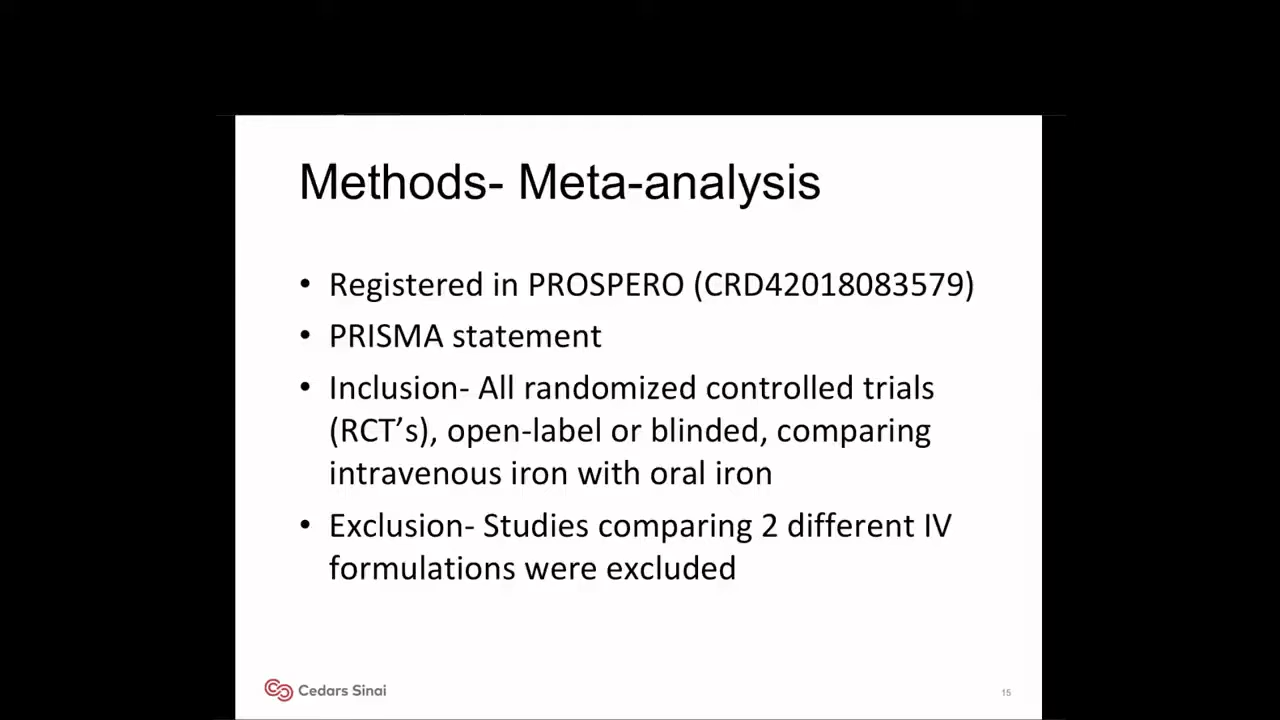 Methods- Meta-analysis
• Registered in PROSPERO (CRD42018083579)
• PRISMA statement
• Inclusion- All randomized controlled trials
(RCT’s), open-label or blinded, comparing
intravenous iron with oral iron
• Exclusion- Studies comparing 2 different IV
formulations were excluded
Cedars Sinai
15